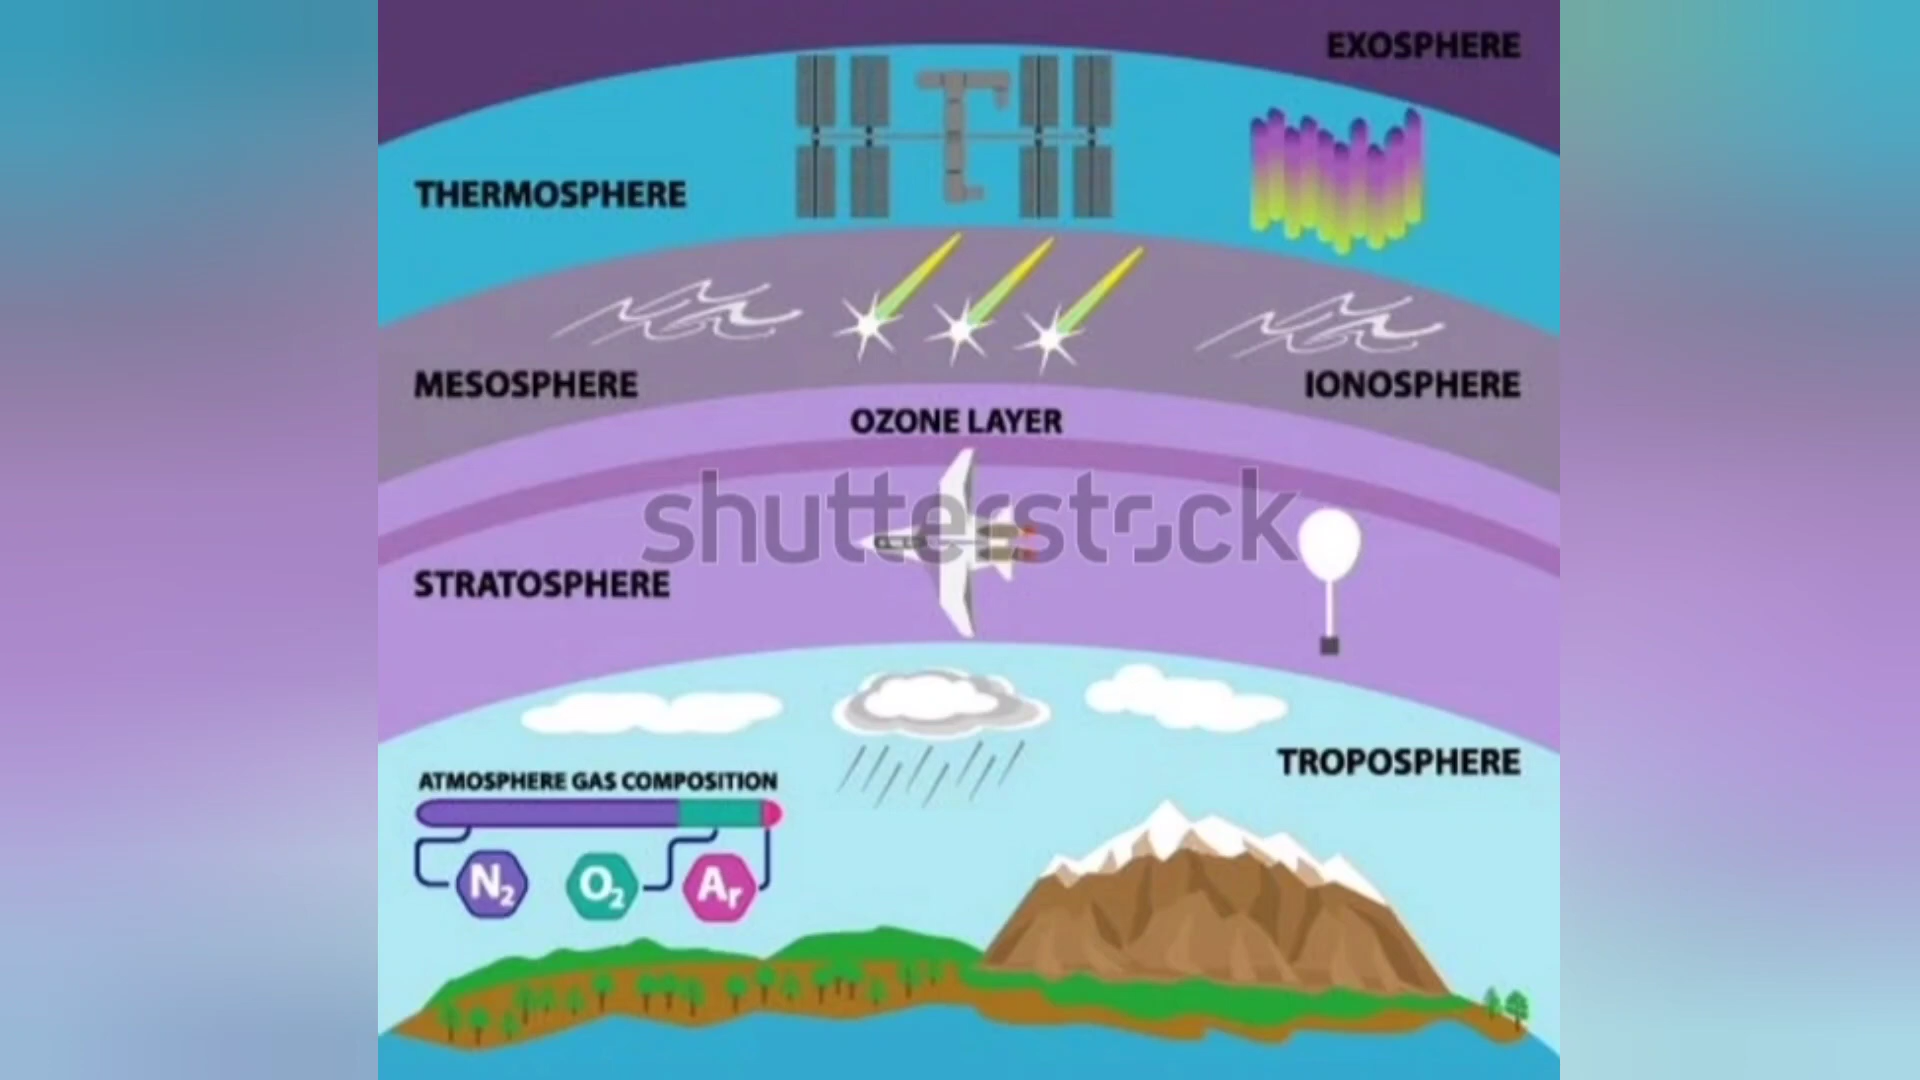 EXOSPHERE
THERMOSPHERE
MESOSPHERE
IONOSPHERE
OZONE LAYER
shutterstock
STRATOSPHERE
TROPOSPHERE
ATMOSPHERE GAS COMPOSITION
N₂ O₂ Ar